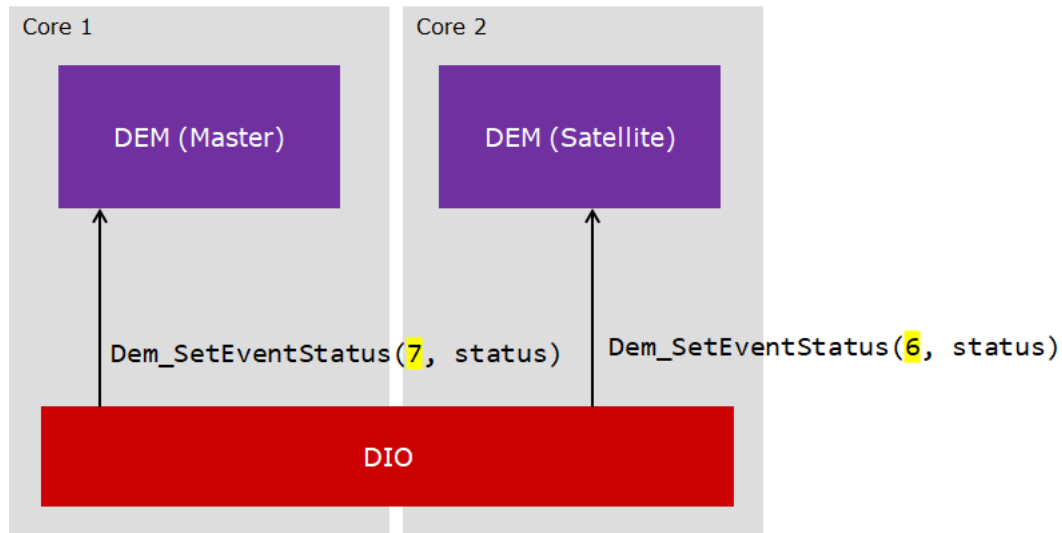 Core 1
Core 2
DEM (Master)
DEM (Satellite)
Dem_SetEventStatus(7, status)
Dem_SetEventStatus(6, status)
DIO